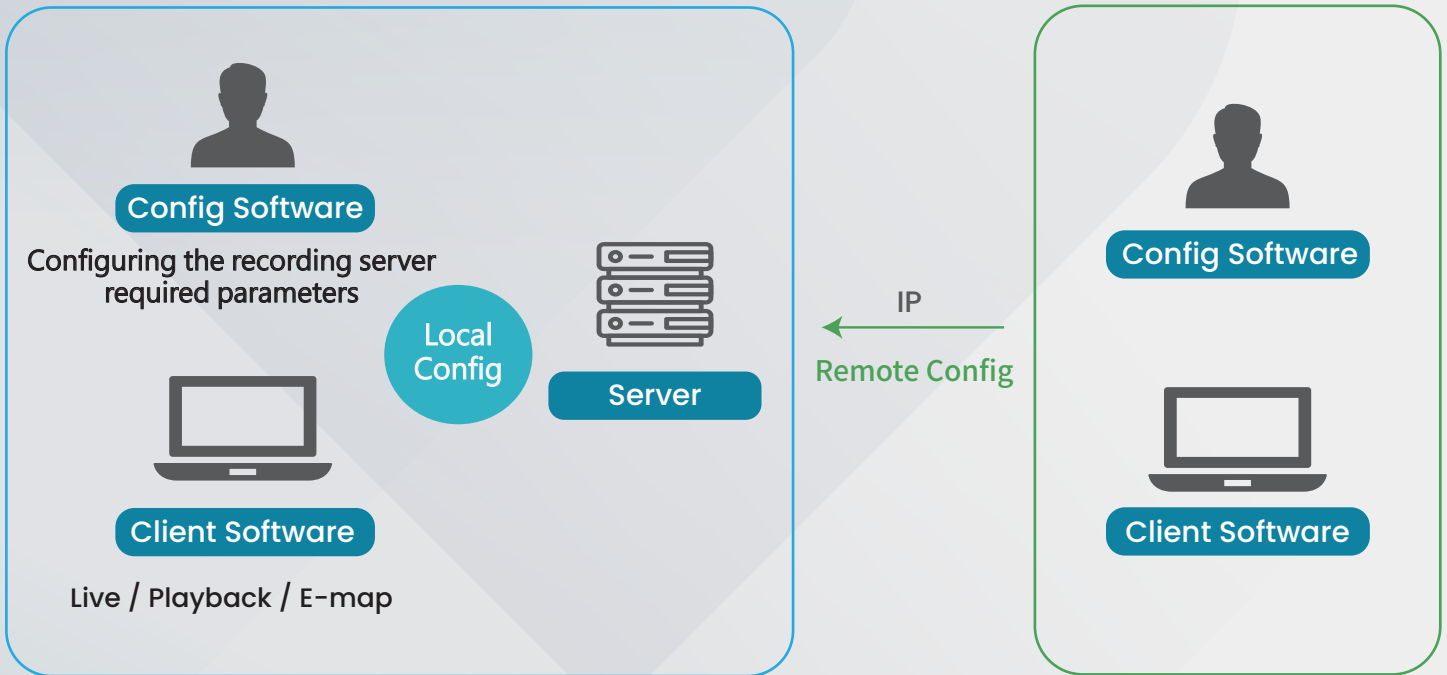 Config Software
Configuring the recording server
required parameters
Local
Config
Server
Client Software
Live / Playback / E-map
IP
Remote Config
Config Software
Client Software